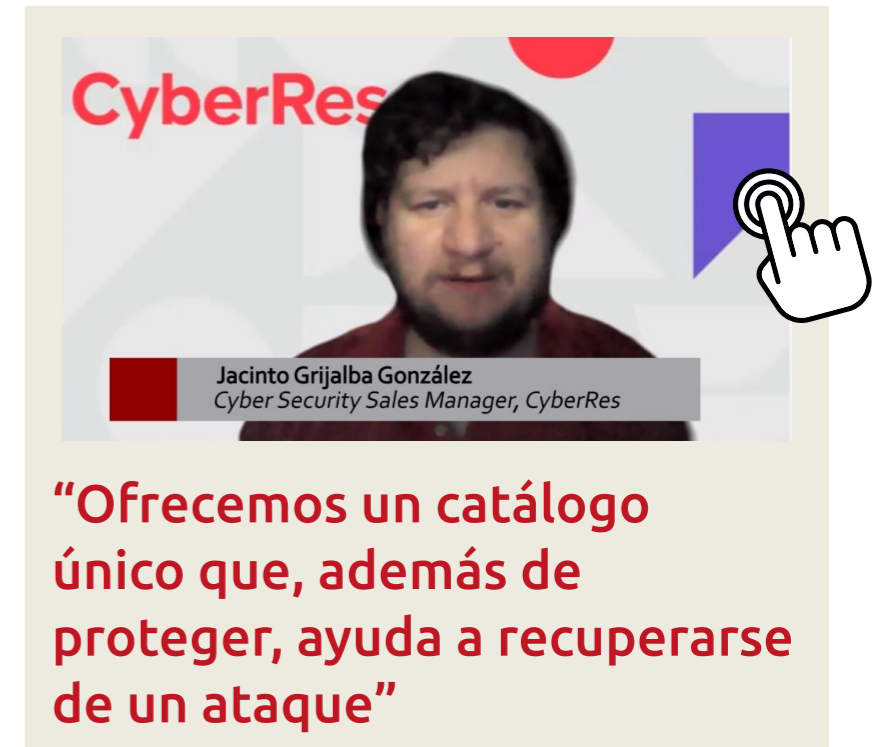 CyberRes
Jacinto Grijalba González
Cyber Security Sales Manager, CyberRes
“Ofrecemos un catálogo
único que, además de
proteger, ayuda a recuperarse
de un ataque”